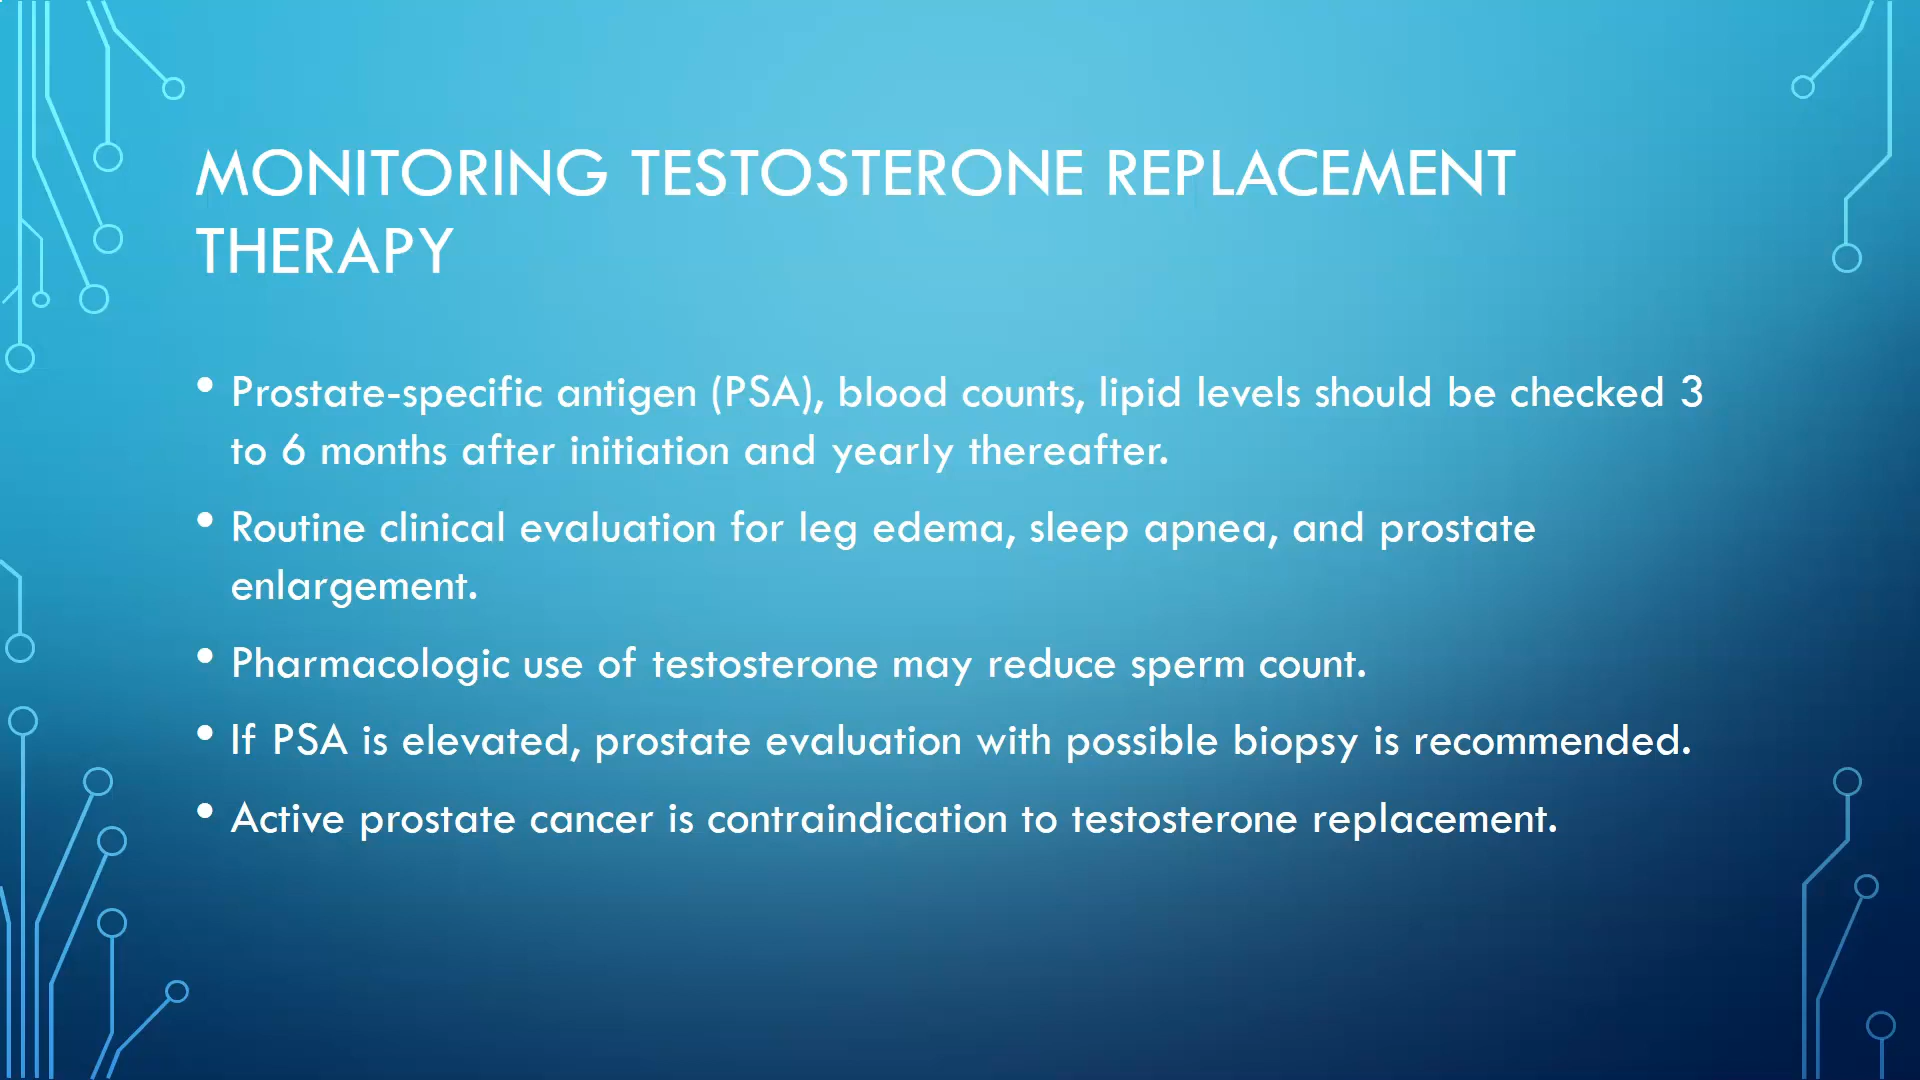 MONITORING TESTOSTERONE REPLACEMENT
THERAPY
• Prostate-specific antigen (PSA), blood counts, lipid levels should be checked 3
to 6 months after initiation and yearly thereafter.
• Routine clinical evaluation for leg edema, sleep apnea, and prostate
enlargement.
• Pharmacologic use of testosterone may reduce sperm count.
• If PSA is elevated, prostate evaluation with possible biopsy is recommended.
• Active prostate cancer is contraindication to testosterone replacement.